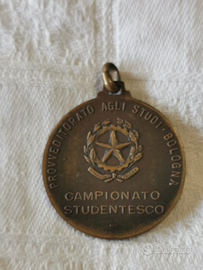 PROVVEDITORATO AGLI STUDI - BOLOGNA
CAMPIONATO
STUDENTESCO